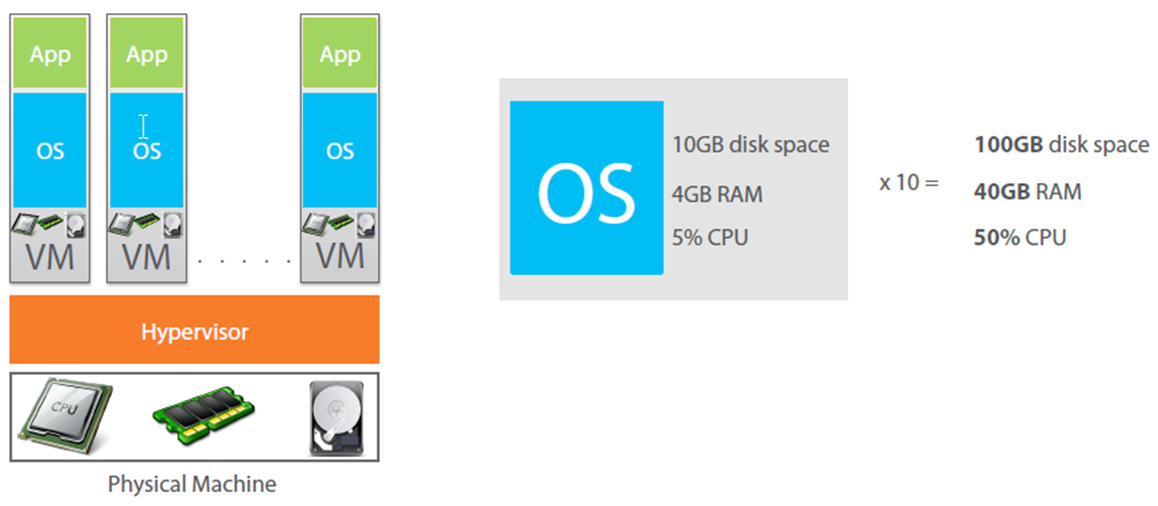 App
App
App
OS
OS
OS
VM
VM
. . . . .
VM
Hypervisor
CPU
Physical Machine
OS
10GB disk space
4GB RAM
5% CPU
x 10 =
100GB disk space
40GB RAM
50% CPU